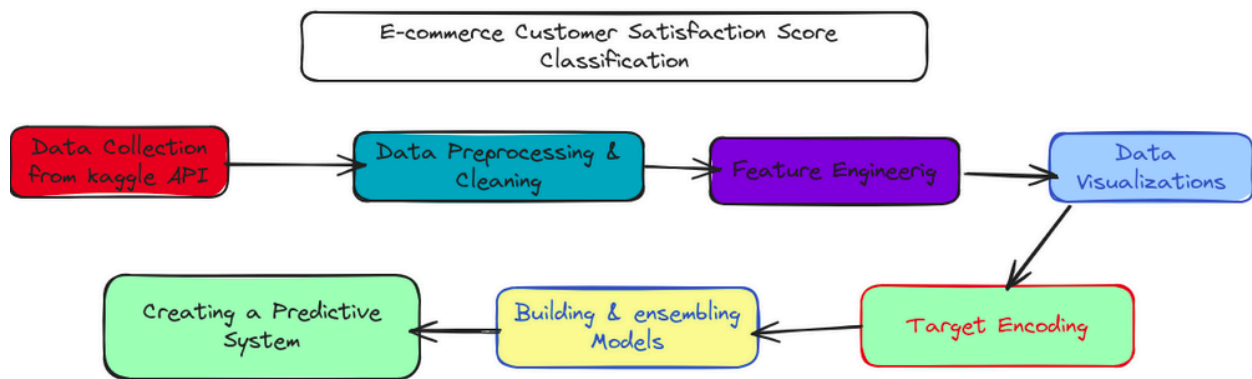 E-commerce Customer Satisfaction Score
Classification
Data Collection
from kaggle API
Data Preprocessing &
Cleaning
Feature Engineerig
Data
Visualizations
Target Encoding
Building & ensembling
Models
Creating a Predictive
System